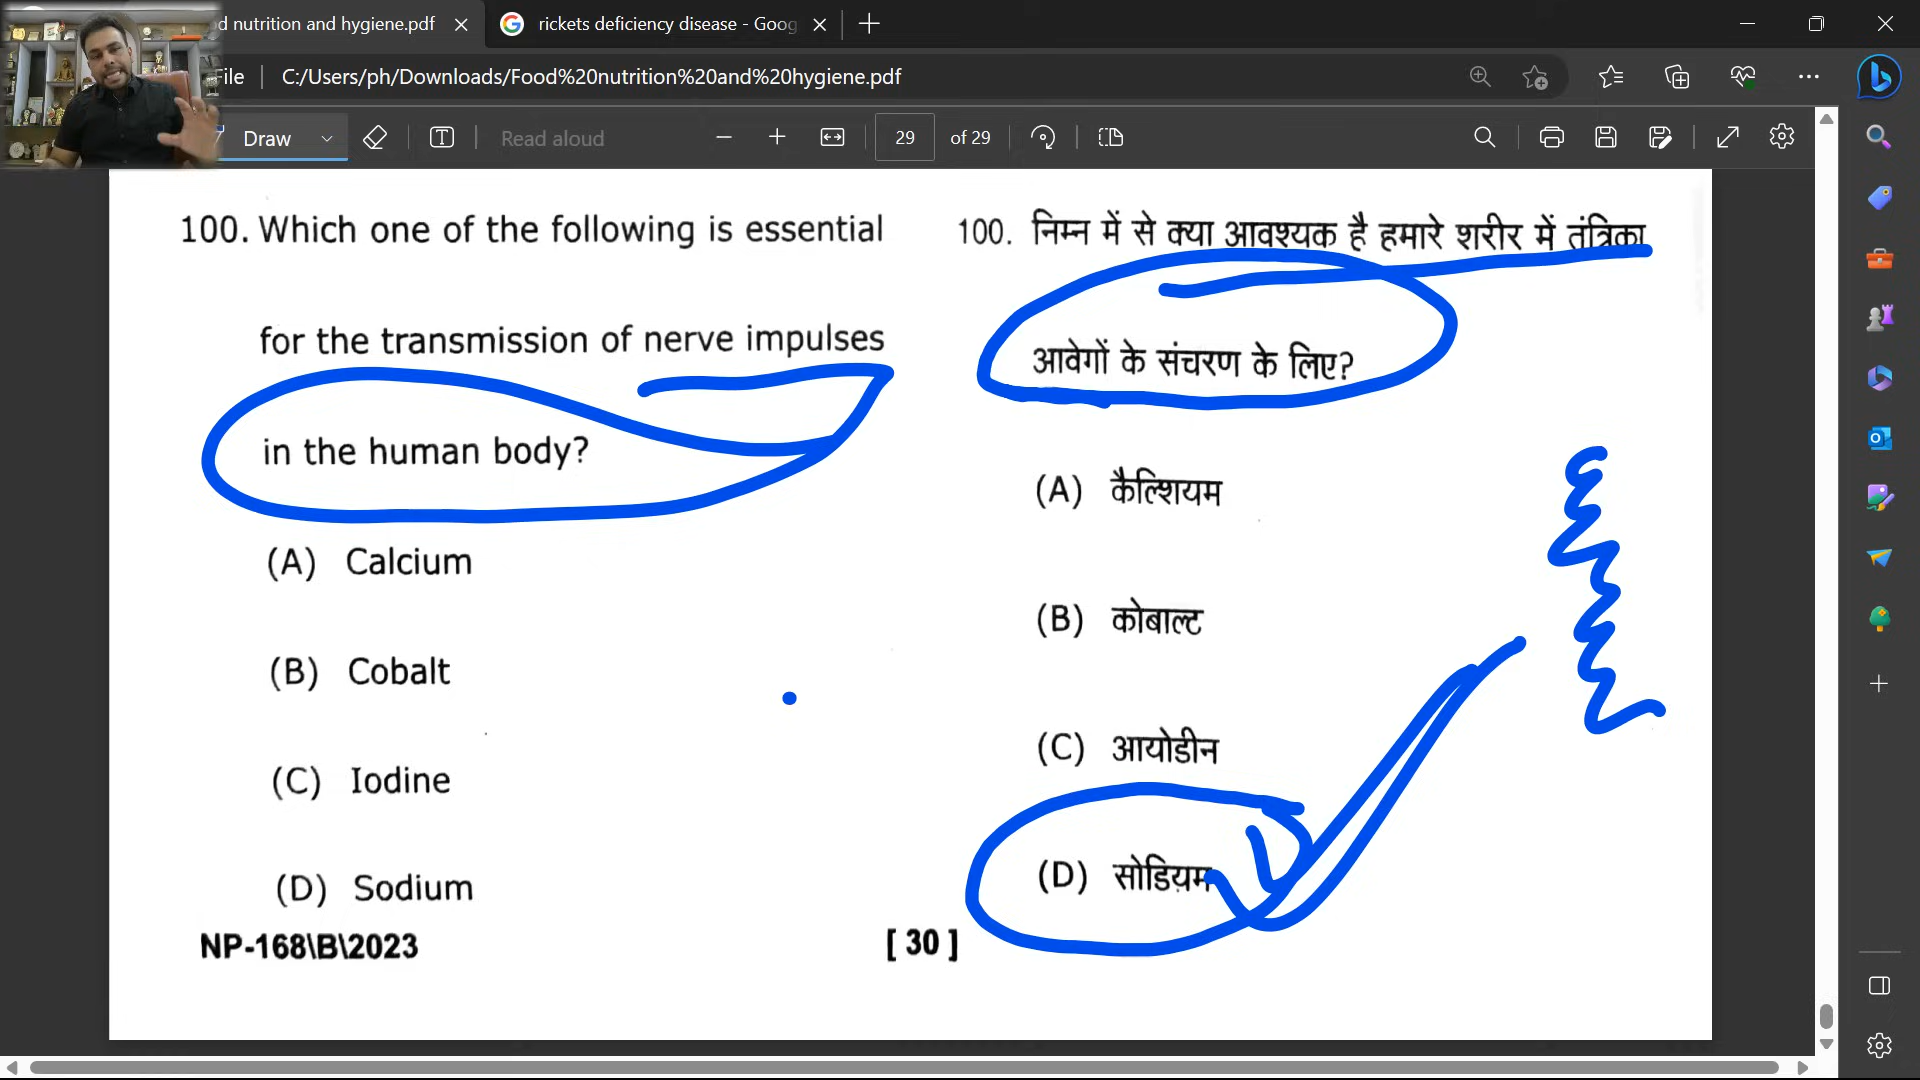 d nutrition and hygiene.pdf
rickets deficiency disease - Goog
File
C:/Users/ph/Downloads/Food%20nutrition%20and%20hygiene.pdf
Draw
Read aloud
29
of 29
100. Which one of the following is essential
for the transmission of nerve impulses
in the human body?
(A) Calcium
(B) Cobalt
(C) Iodine
(D) Sodium
NP-168\B\2023
100. निम्न में से क्या आवश्यक है हमारे शरीर में तंत्रिका
आवेगों के संचरण के लिए?
(A) कैल्शियम
(B) कोबाल्ट
(C) आयोडीन
(D) सोडियम
[ 30 ]